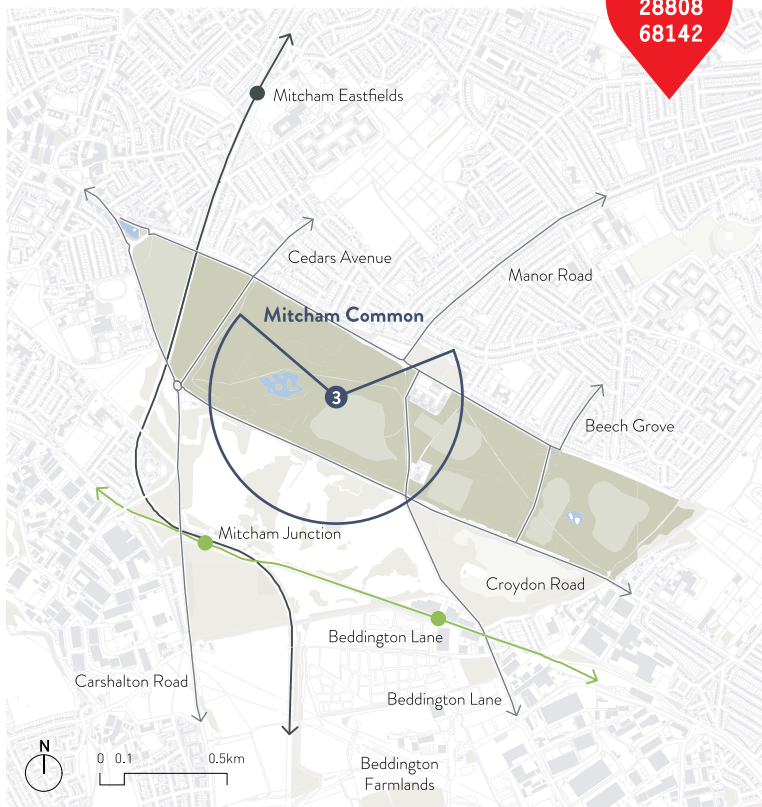 28808
68142
Mitcham Eastfields
Cedars Avenue
Manor Road
Mitcham Common
3
Beech Grove
Mitcham Junction
Croydon Road
Beddington Lane
Carshalton Road
Beddington Lane
N
0 0.1 0.5km
Beddington
Farmlands